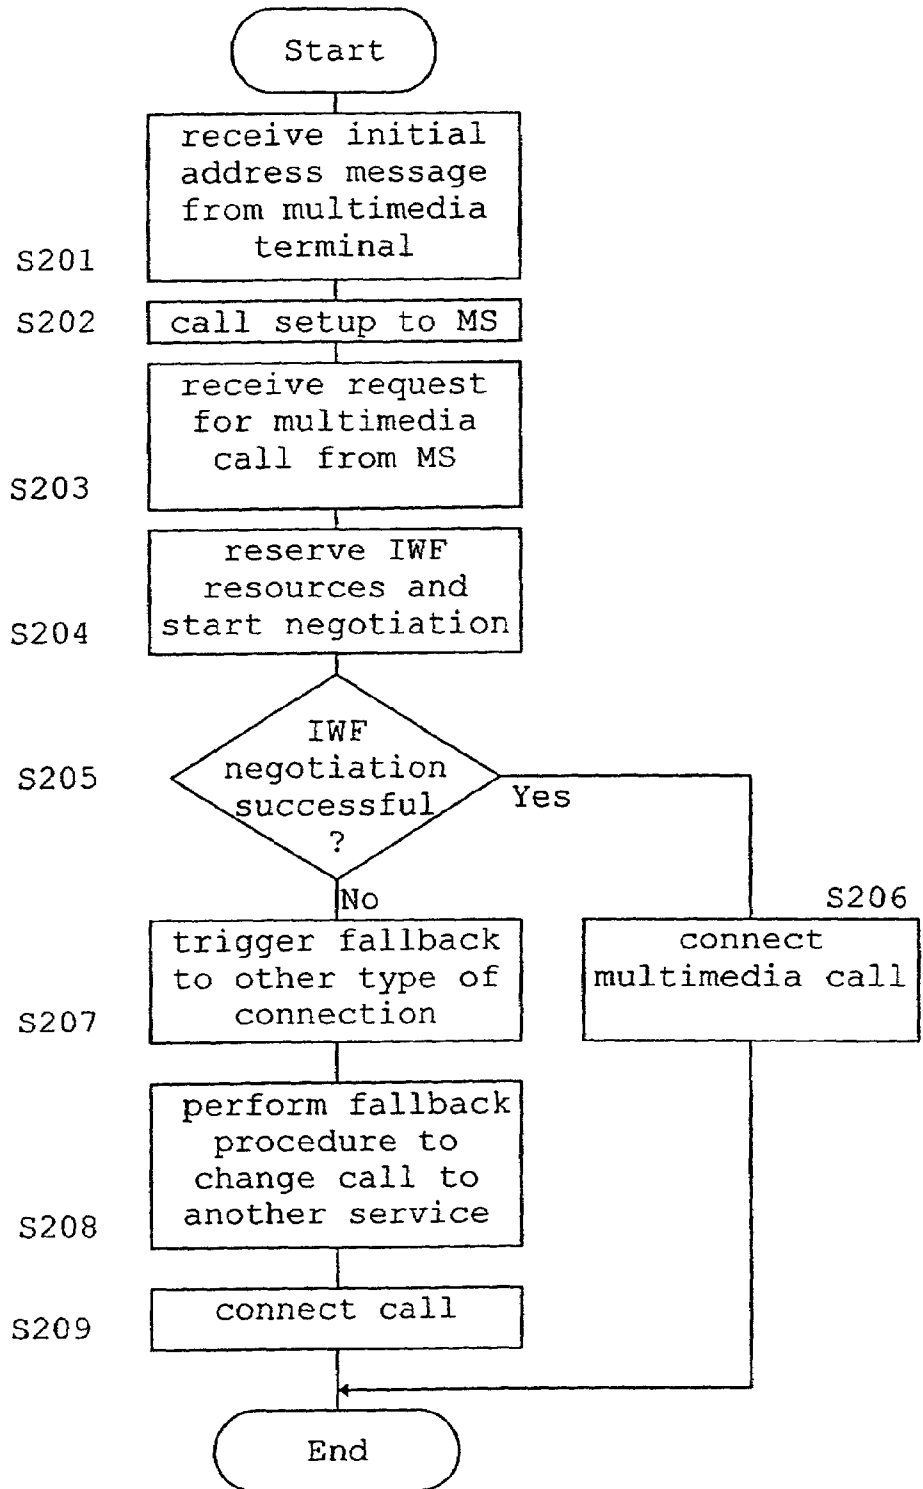 Start
receive initial
address message
from multimedia
terminal
S201
S202
call setup to MS
receive request
for multimedia
call from MS
S203
reserve IWF
resources and
start negotiation
S204
IWF
negotiation
successful
?
S205
Yes
No
S206
trigger fallback
to other type of
connection
S207
connect
multimedia call
perform fallback
procedure to
change call to
another service
S208
connect call
S209
End